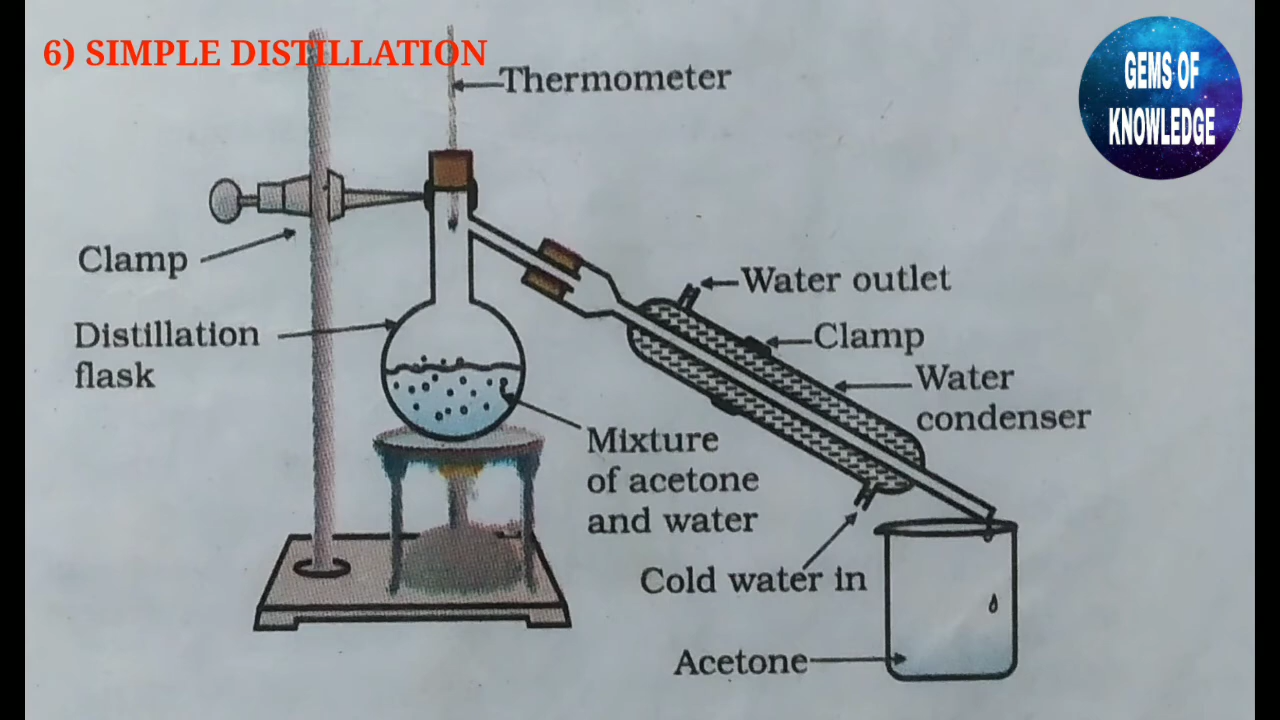 6) SIMPLE DISTILLATION
GEMS OF
KNOWLEDGE
Thermometer
Clamp
Water outlet
Distillation
flask
Clamp
Water
condenser
Mixture
of acetone
and water
Cold water in
Acetone